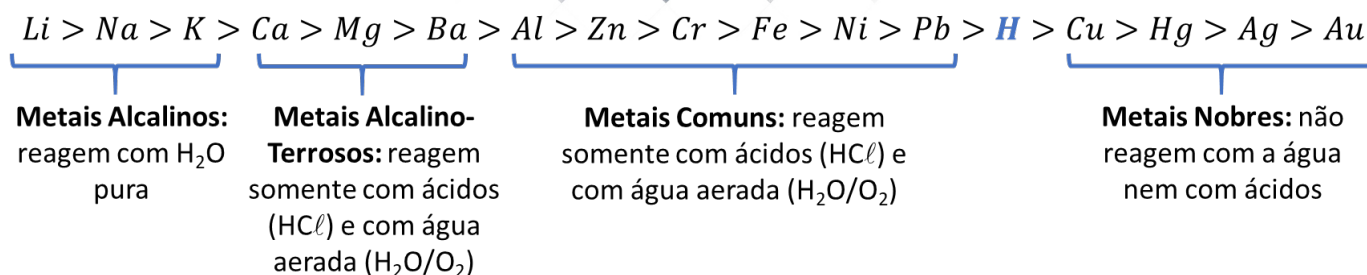 Li > Na > K > Ca > Mg > Ba > Al > Zn > Cr > Fe > Ni > Pb > H > Cu > Hg > Ag > Au
Metais Alcalinos:
reagem com H₂O
pura
Metais Alcalino-
Terrosos: reagem
somente com ácidos
(HCℓ) e com água
aerada (H₂O/O₂)
Metais Comuns: reagem
somente com ácidos (HCℓ) e
com água aerada (H₂O/O₂)
Metais Nobres: não
reagem com a água
nem com ácidos